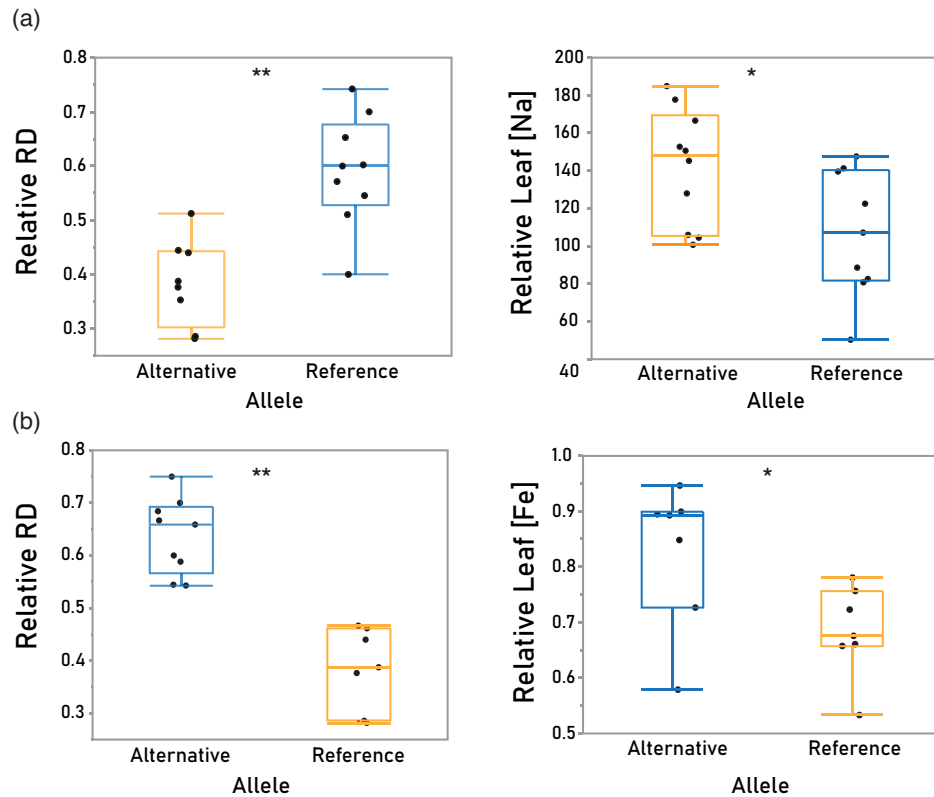 (a)
Relative RD
0.8
0.7
0.6
0.5
0.4
0.3
**
Alternative
Reference
Allele
Relative Leaf [Na]
200
180
160
140
120
100
80
60
40
*
Alternative
Reference
Allele
(b)
Relative RD
0.8
0.7
0.6
0.5
0.4
0.3
**
Alternative
Reference
Allele
Relative Leaf [Fe]
1.0
0.9
0.8
0.7
0.6
0.5
*
Alternative
Reference
Allele